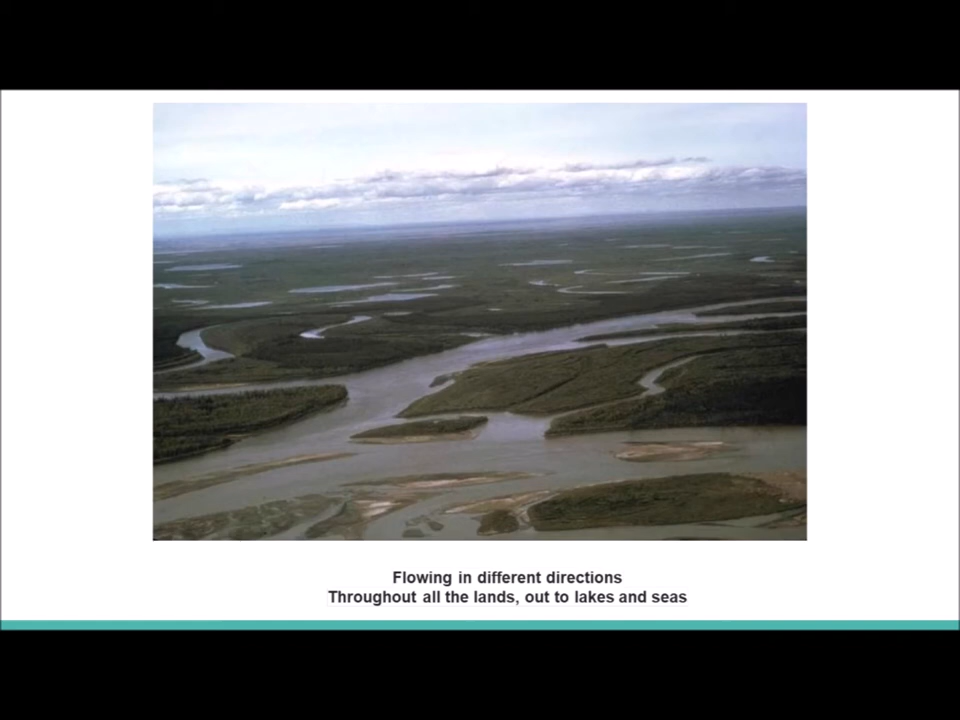 Flowing in different directions
Throughout all the lands, out to lakes and seas